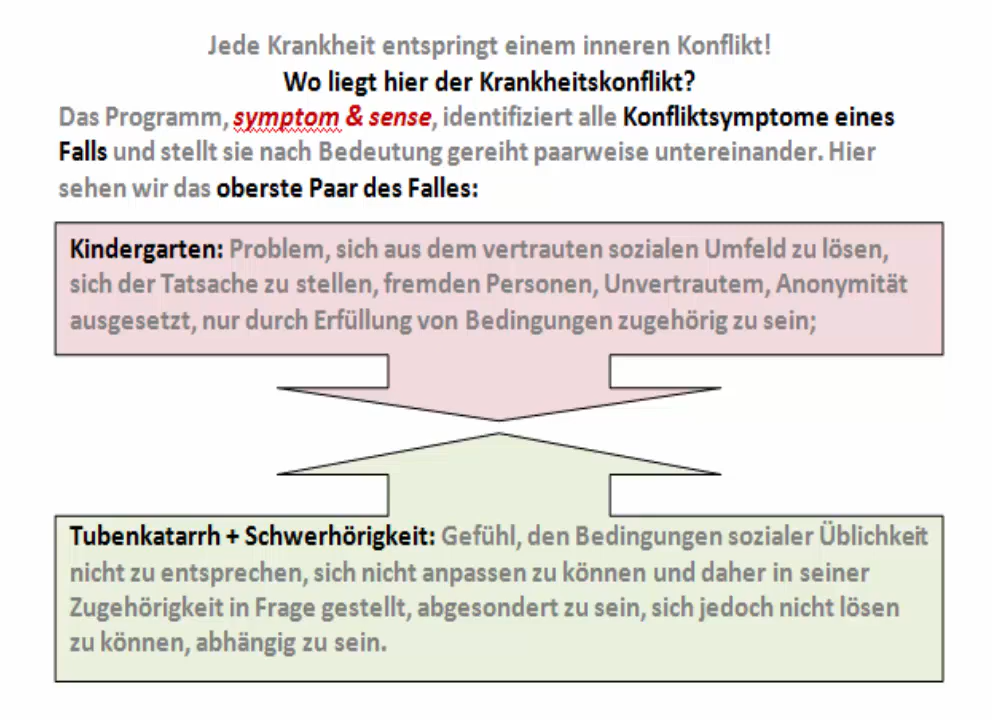 Jede Krankheit entspringt einem inneren Konflikt!
Wo liegt hier der Krankheitskonflikt?
Das Programm, symptom & sense, identifiziert alle Konfliktsymptome eines
Falls und stellt sie nach Bedeutung gereiht paarweise untereinander. Hier
sehen wir das oberste Paar des Falles:
Kindergarten: Problem, sich aus dem vertrauten sozialen Umfeld zu lösen,
sich der Tatsache zu stellen, fremden Personen, Unvertrautem, Anonymität
ausgesetzt, nur durch Erfüllung von Bedingungen zugehörig zu sein;
Tubenkatarrh + Schwerhörigkeit: Gefühl, den Bedingungen sozialer Üblichkeit
nicht zu entsprechen, sich nicht anpassen zu können und daher in seiner
Zugehörigkeit in Frage gestellt, abgesondert zu sein, sich jedoch nicht lösen
zu können, abhängig zu sein.